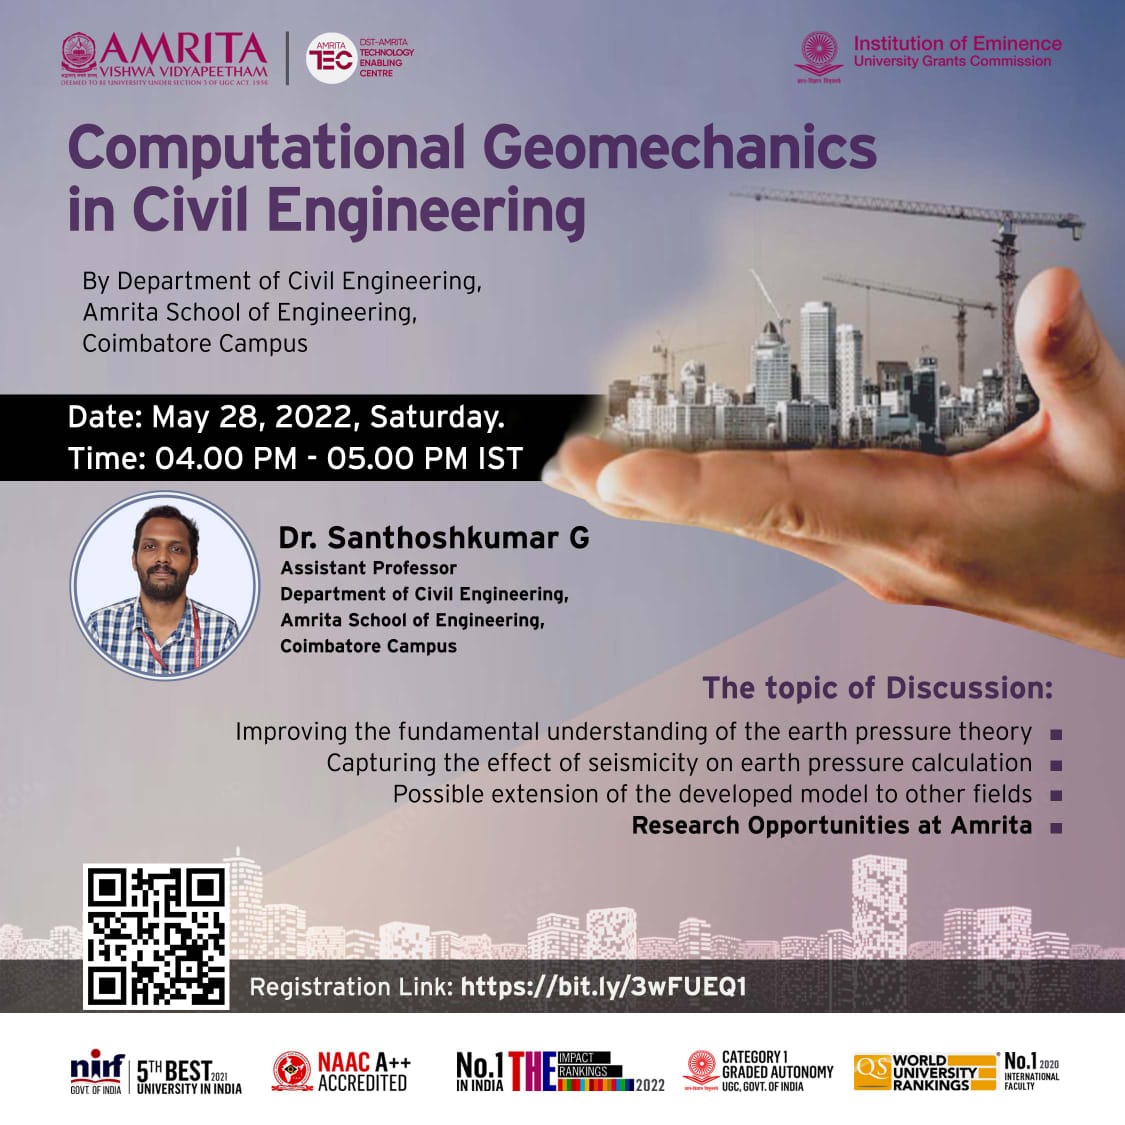 AMRITA
VISHWA VIDYAPEETHAM
DEEMED TO BE UNIVERSITY UNDER SECTION 3 OF UGC ACT, 1956
AMRITA
TEC
DST-AMRITA
TECHNOLOGY
ENABLING
CENTRE
Institution of Eminence
University Grants Commission
Computational Geomechanics
in Civil Engineering
By Department of Civil Engineering,
Amrita School of Engineering,
Coimbatore Campus
Date: May 28, 2022, Saturday.
Time: 04.00 PM - 05.00 PM IST
Dr. Santhoshkumar G
Assistant Professor
Department of Civil Engineering,
Amrita School of Engineering,
Coimbatore Campus
The topic of Discussion:
Improving the fundamental understanding of the earth pressure theory
Capturing the effect of seismicity on earth pressure calculation
Possible extension of the developed model to other fields
Research Opportunities at Amrita
Registration Link: https://bit.ly/3wFUEQ1
nirf
GOVT. OF INDIA
5TH BEST 2021
UNIVERSITY IN INDIA
NAAC A++
ACCREDITED
No.1
IN INDIA
THE
IMPACT
RANKINGS
2022
CATEGORY 1
GRADED AUTONOMY
UGC, GOVT. OF INDIA
QS
WORLD
UNIVERSITY
RANKINGS
No.1 2020
INTERNATIONAL
FACULTY